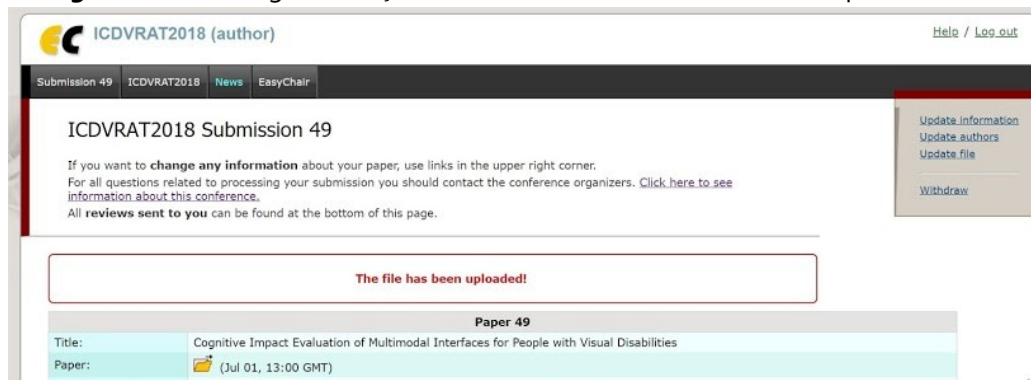 EC ICDVRAT2018 (author)
Help / Log out
Submission 49 ICDVRAT2018 News EasyChair
ICDVRAT2018 Submission 49
If you want to change any information about your paper, use links in the upper right corner.
For all questions related to processing your submission you should contact the conference organizers. Click here to see
information about this conference.
All reviews sent to you can be found at the bottom of this page.
Update information
Update authors
Update file
Withdraw
The file has been uploaded!
Paper 49
Title: Cognitive Impact Evaluation of Multimodal Interfaces for People with Visual Disabilities
Paper: (Jul 01, 13:00 GMT)